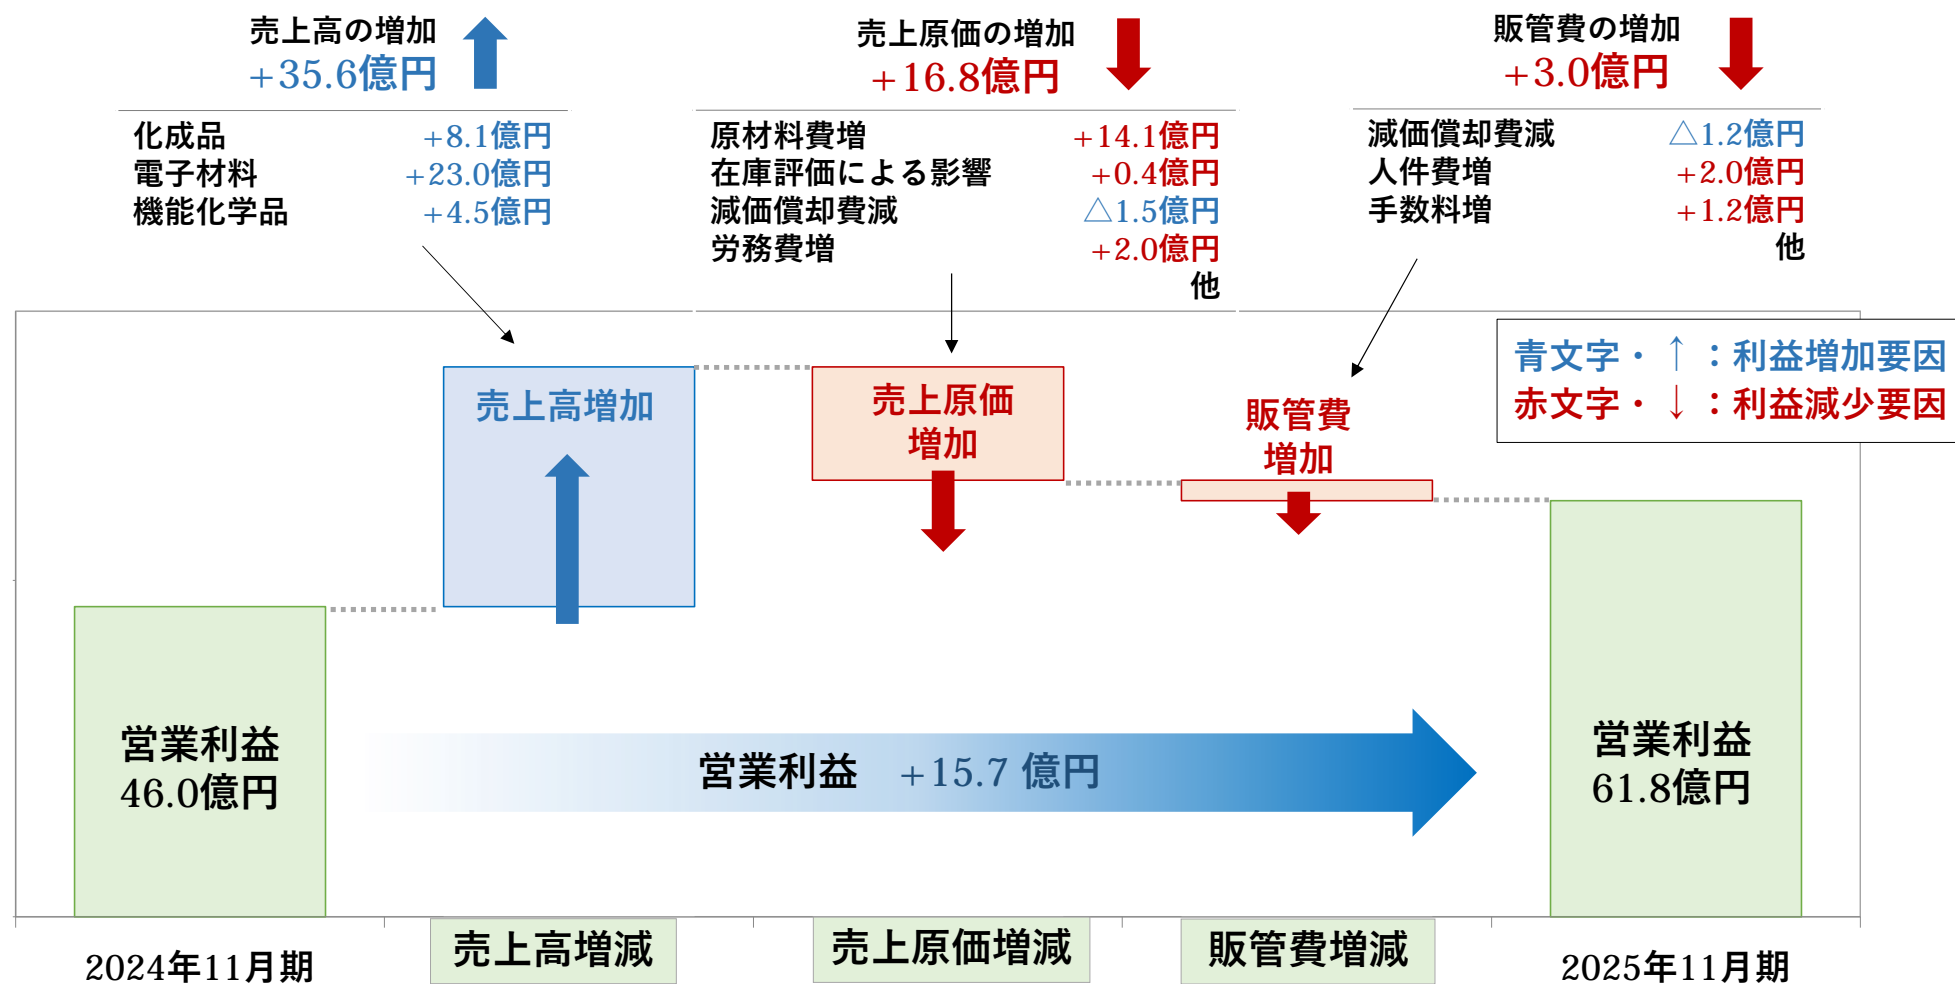 売上高の増加
+35.6億円
化成品 +8.1億円
電子材料 +23.0億円
機能化学品 +4.5億円
売上原価の増加
+16.8億円
原材料費増 +14.1億円
在庫評価による影響 +0.4億円
減価償却費減 △1.5億円
労務費増 +2.0億円
他
販管費の増加
+3.0億円
減価償却費減 △1.2億円
人件費増 +2.0億円
手数料増 +1.2億円
他
青文字・↑：利益増加要因
赤文字・↓：利益減少要因
売上高増加
売上原価
増加
販管費
増加
営業利益
46.0億円
営業利益 +15.7 億円
営業利益
61.8億円
2024年11月期
売上高増減
売上原価増減
販管費増減
2025年11月期